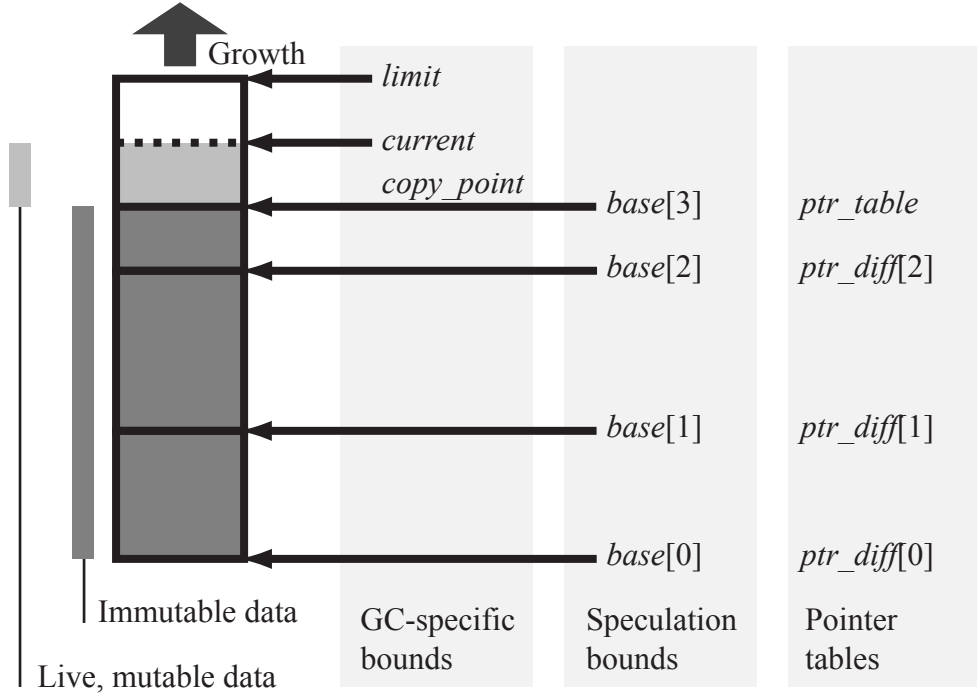 Growth
limit
current
copy_point
base[3] ptr_table
base[2] ptr_diff[2]
base[1] ptr_diff[1]
base[0] ptr_diff[0]
Immutable data
GC-specific
bounds
Speculation
bounds
Pointer
tables
Live, mutable data